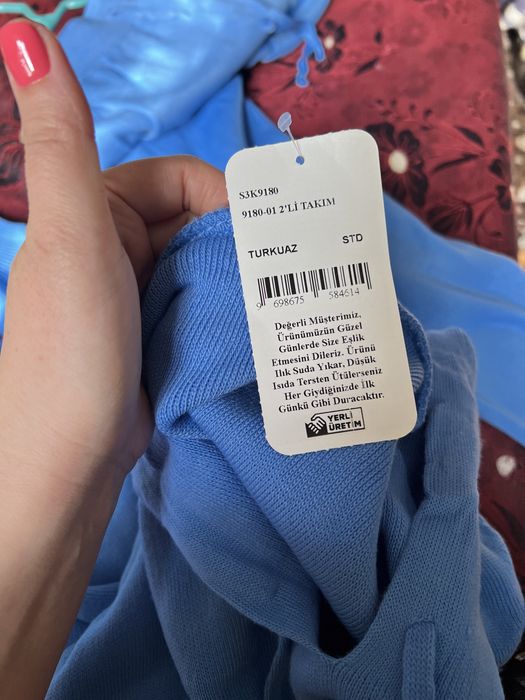 S3K9180
9180-01 2'Lİ TAKIM
TURKUAZ STD
9 698675 584614
Değerli Müşterimiz,
Ürünümüzün Güzel
Günlerde Size Eşlik
Etmesini Dileriz. Ürünü
Ilık Suda Yıkar, Düşük
Isıda Tersten Ütülerseniz
Her Giydiğinizde İlk
Günkü Gibi Duracaktır.
YERLİ
ÜRETİM